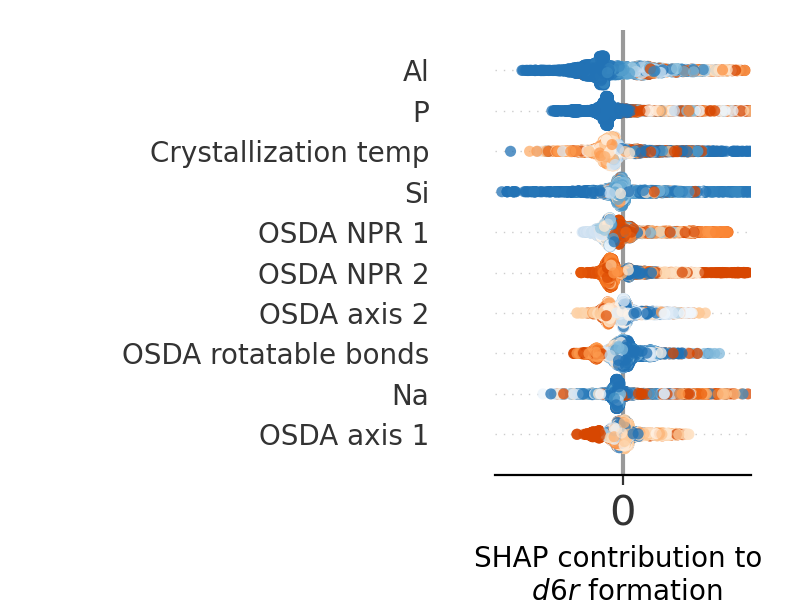 Al
P
Crystallization temp
Si
OSDA NPR 1
OSDA NPR 2
OSDA axis 2
OSDA rotatable bonds
Na
OSDA axis 1
0
SHAP contribution to
d6r formation